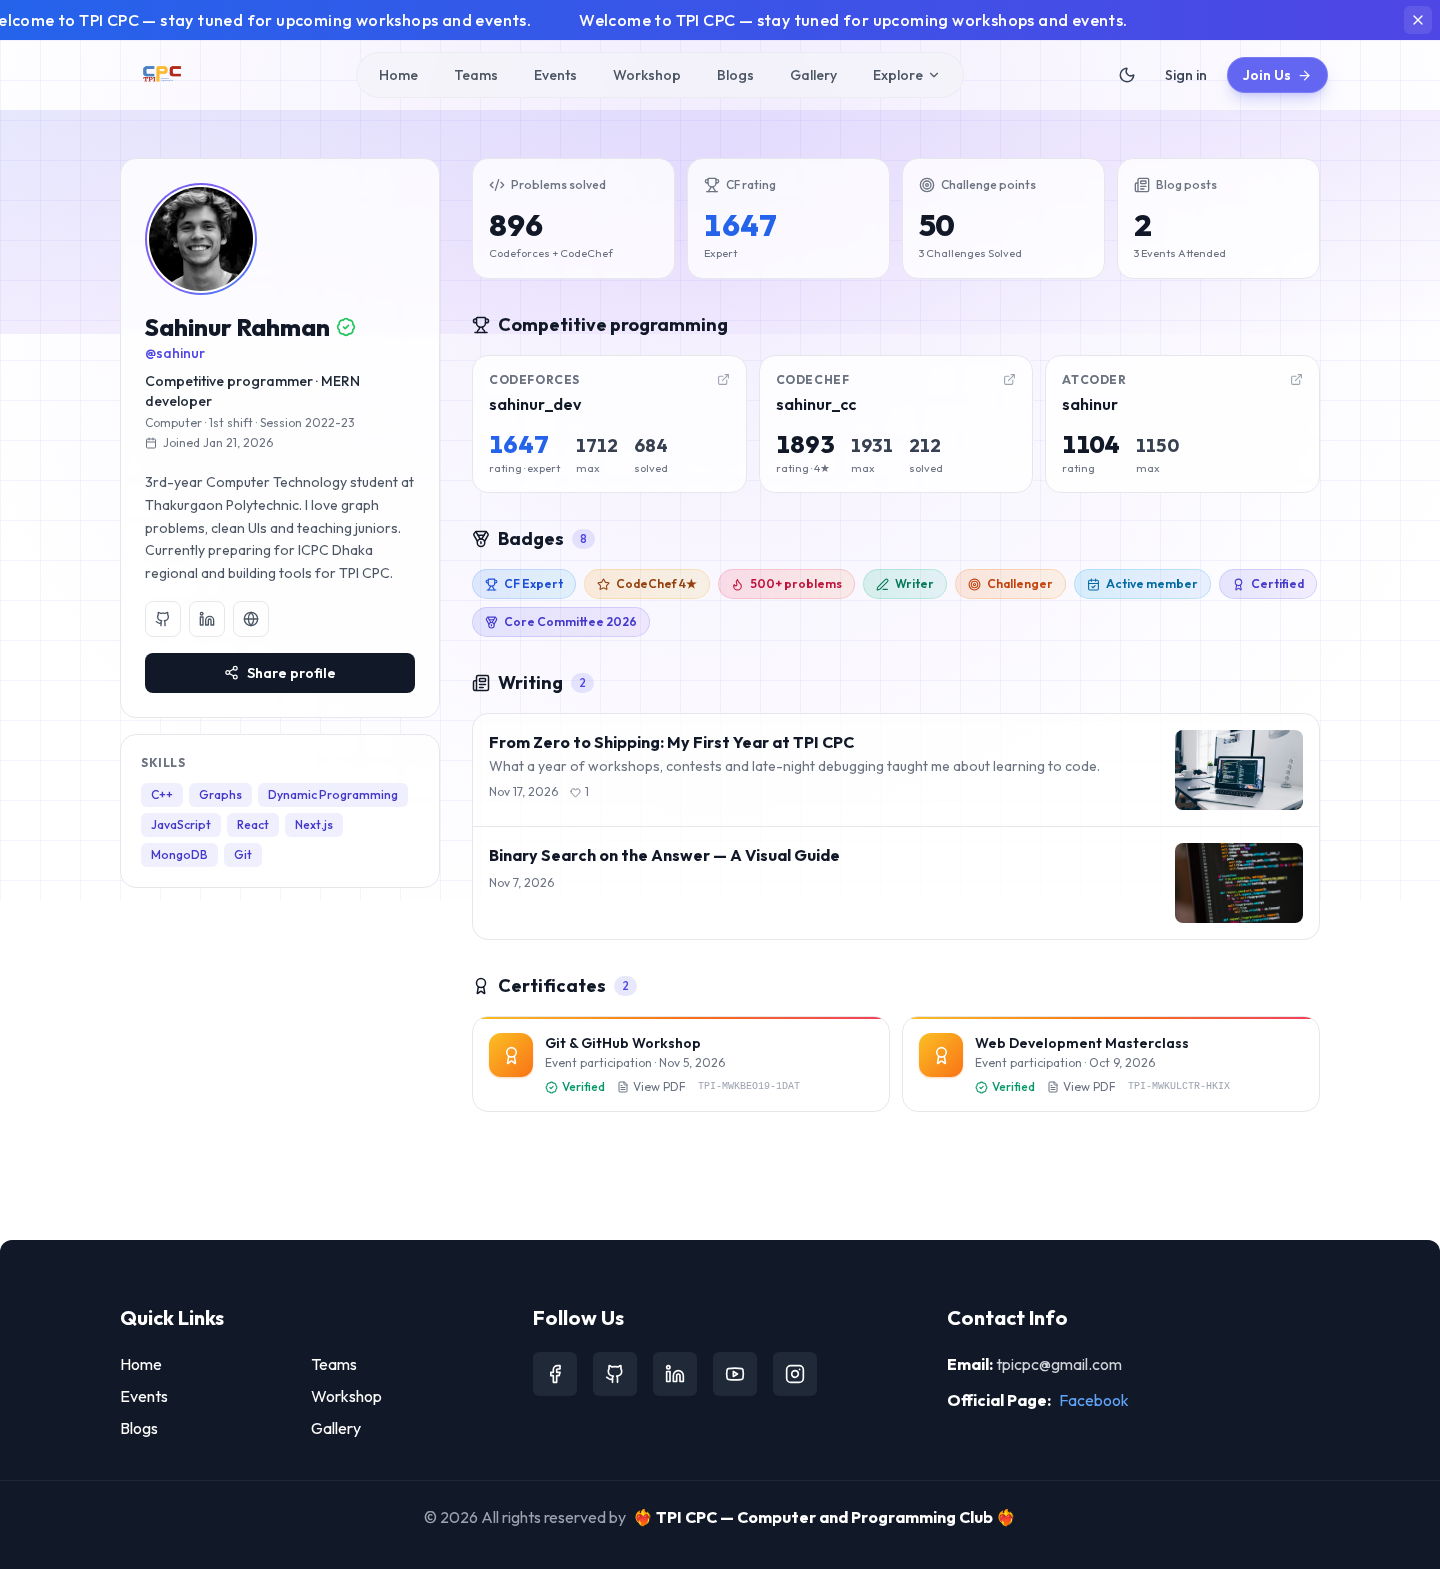 elcome to TPI CPC — stay tuned for upcoming workshops and events. Welcome to TPI CPC — stay tuned for upcoming workshops and events.
CPC
TPI
Home Teams Events Workshop Blogs Gallery Explore
Sign in Join Us
Sahinur Rahman
@sahinur
Competitive programmer · MERN
developer
Computer · 1st shift · Session 2022-23
Joined Jan 21, 2026
3rd-year Computer Technology student at
Thakurgaon Polytechnic. I love graph
problems, clean UIs and teaching juniors.
Currently preparing for ICPC Dhaka
regional and building tools for TPI CPC.
Share profile
SKILLS
C++ Graphs Dynamic Programming
JavaScript React Next.js
MongoDB Git
Problems solved
896
Codeforces + CodeChef
CF rating
1647
Expert
Challenge points
50
3 Challenges Solved
Blog posts
2
3 Events Attended
Competitive programming
CODEFORCES
sahinur_dev
1647 1712 684
rating · expert max solved
CODECHEF
sahinur_cc
1893 1931 212
rating · 4★ max solved
ATCODER
sahinur
1104 1150
rating max
Badges 8
CF Expert CodeChef 4★ 500+ problems Writer Challenger Active member Certified
Core Committee 2026
Writing 2
From Zero to Shipping: My First Year at TPI CPC
What a year of workshops, contests and late-night debugging taught me about learning to code.
Nov 17, 2026 1
Binary Search on the Answer — A Visual Guide
Nov 7, 2026
Certificates 2
Git & GitHub Workshop
Event participation · Nov 5, 2026
Verified View PDF TPI-MWKBEO19-1DAT
Web Development Masterclass
Event participation · Oct 9, 2026
Verified View PDF TPI-MWKULCTR-HKIX
Quick Links
Home Teams
Events Workshop
Blogs Gallery
Follow Us
Contact Info
Email: tpicpc@gmail.com
Official Page: Facebook
© 2026 All rights reserved by ❤️‍🔥 TPI CPC — Computer and Programming Club ❤️‍🔥